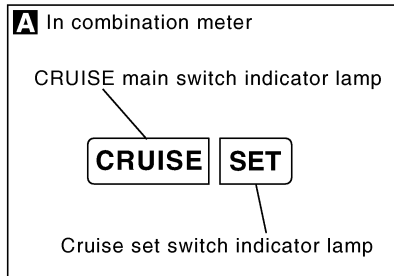 A In combination meter
CRUISE main switch indicator lamp
CRUISE SET
Cruise set switch indicator lamp